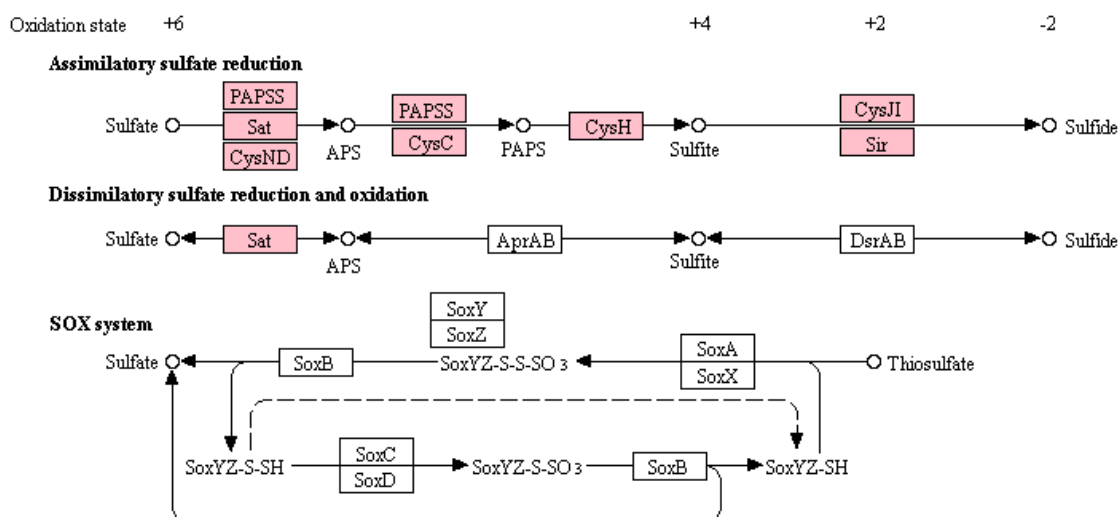 Oxidation state +6 +4 +2 -2
Assimilatory sulfate reduction
PAPSS PAPSS CysJI
Sulfate Sat CysH Sulfide
CysND APS CysC PAPS Sulfite Sir
Dissimilatory sulfate reduction and oxidation
Sulfate Sat AprAB DsrAB Sulfide
APS Sulfite
SOX system
SoxY
SoxZ
Sulfate SoxB SoxYZ-S-S-SO3 SoxA Thiosulfate
SoxX
SoxYZ-S-SH SoxC SoxYZ-S-SO3 SoxB SoxYZ-SH
SoxD